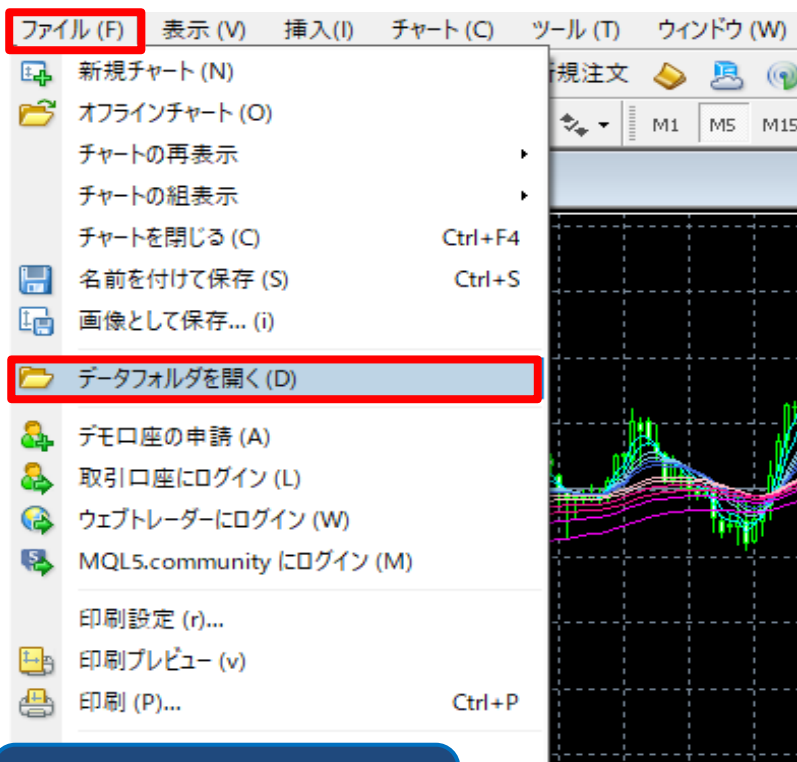 ファイル (F) 表示 (V) 挿入(I) チャート (C) ツール (T) ウィンドウ (W)
新規チャート (N)
規注文
オフラインチャート (O)
M1 M5 M15
チャートの再表示
チャートの組表示
チャートを閉じる (C) Ctrl+F4
名前を付けて保存 (S) Ctrl+S
画像として保存... (i)
データフォルダを開く (D)
デモ口座の申請 (A)
取引口座にログイン (L)
ウェブトレーダーにログイン (W)
MQL5.community にログイン (M)
印刷設定 (r)...
印刷プレビュー (v)
印刷 (P)... Ctrl+P